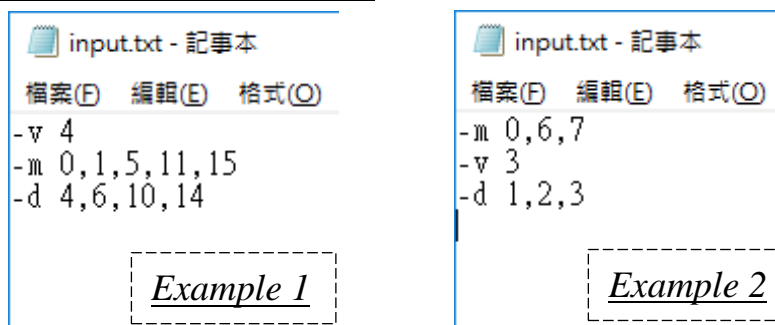 input.txt - 記事本
檔案(F) 編輯(E) 格式(O)
-v 4
-m 0,1,5,11,15
-d 4,6,10,14
Example 1
input.txt - 記事本
檔案(F) 編輯(E) 格式(O)
-m 0,6,7
-v 3
-d 1,2,3
Example 2